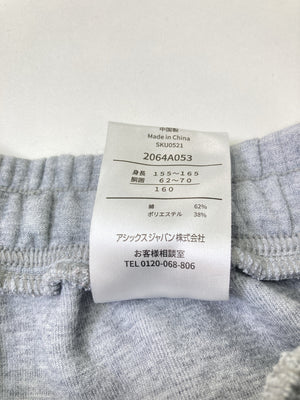 中国製
Made in China
SKU0521
2064A053
身長 155～165
胴囲 62～70
160
綿 62%
ポリエステル 38%
アシックスジャパン株式会社
お客様相談室
TEL 0120-068-806